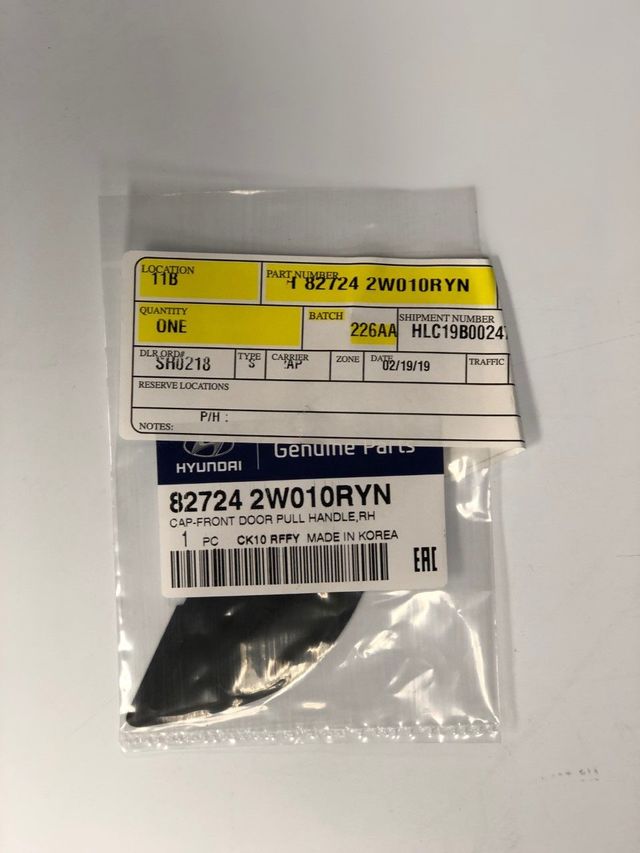 LOCATION
11B
PART NUMBER
1 82724 2W010RYN
QUANTITY
ONE
BATCH
226AA
SHIPMENT NUMBER
HLC19B0024
DLR ORD#
SH0218
TYPE
S
CARRIER
AP
ZONE
DATE
02/19/19
TRAFFIC
RESERVE LOCATIONS
P/H :
NOTES:
HYUNDAI
Genuine Parts
82724 2W010RYN
CAP-FRONT DOOR PULL HANDLE,RH
1 PC CK10 RFFY MADE IN KOREA
EAC